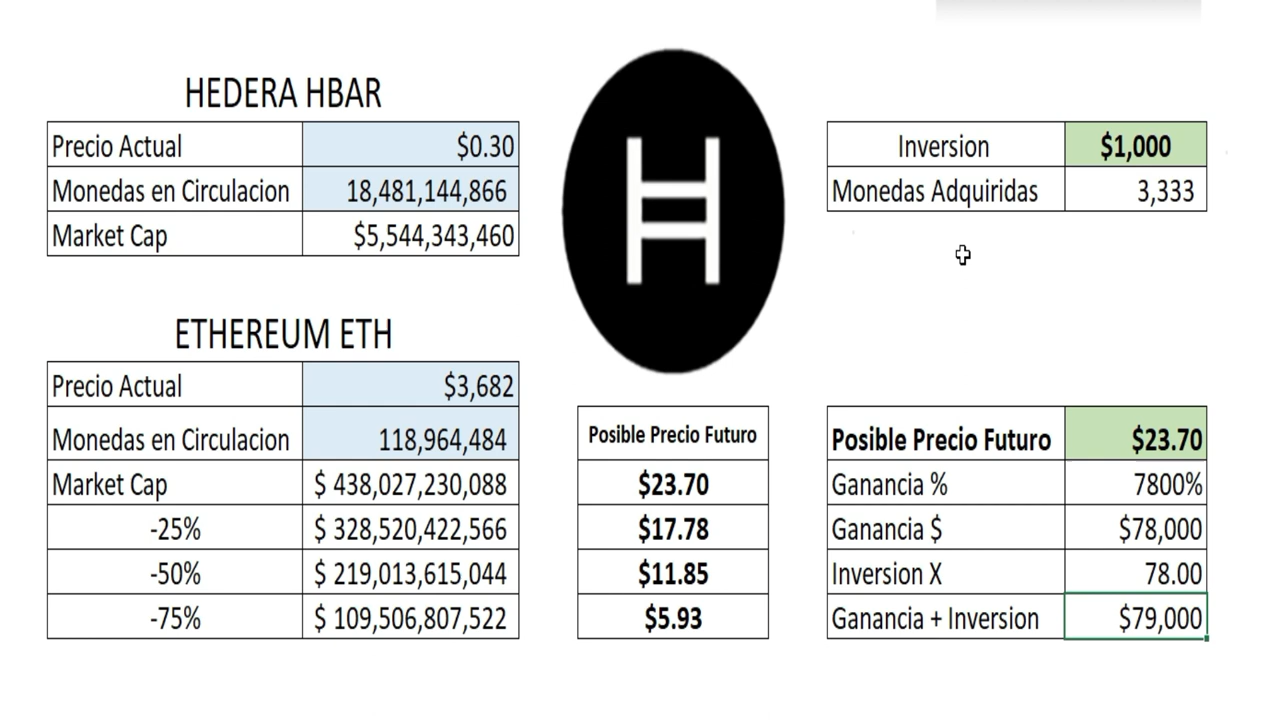 HEDERA HBAR
Precio Actual $0.30
Monedas en Circulacion 18,481,144,866
Market Cap $5,544,343,460
Inversion $1,000
Monedas Adquiridas 3,333
ETHEREUM ETH
Precio Actual $3,682
Monedas en Circulacion 118,964,484
Market Cap $ 438,027,230,088
-25% $ 328,520,422,566
-50% $ 219,013,615,044
-75% $ 109,506,807,522
Posible Precio Futuro
$23.70
$17.78
$11.85
$5.93
Posible Precio Futuro $23.70
Ganancia % 7800%
Ganancia $ $78,000
Inversion X 78.00
Ganancia + Inversion $79,000